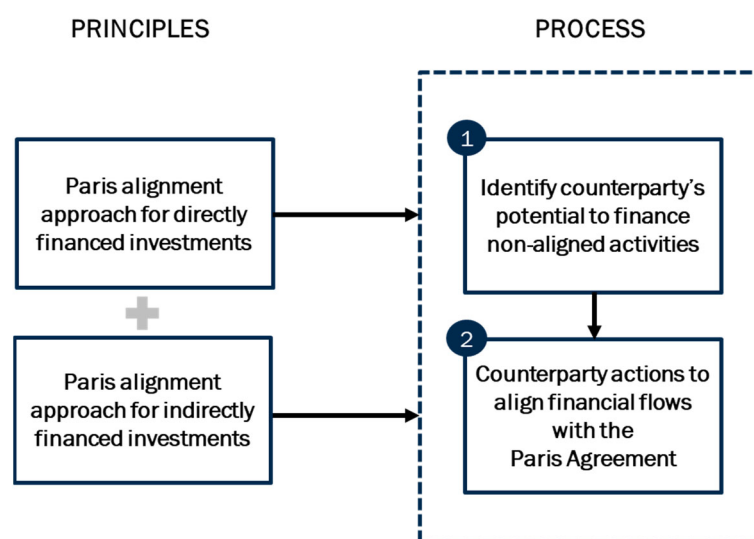 PRINCIPLES
PROCESS
Paris alignment
approach for directly
financed investments
Paris alignment
approach for indirectly
financed investments
1
Identify counterparty's
potential to finance
non-aligned activities
2
Counterparty actions to
align financial flows
with the
Paris Agreement